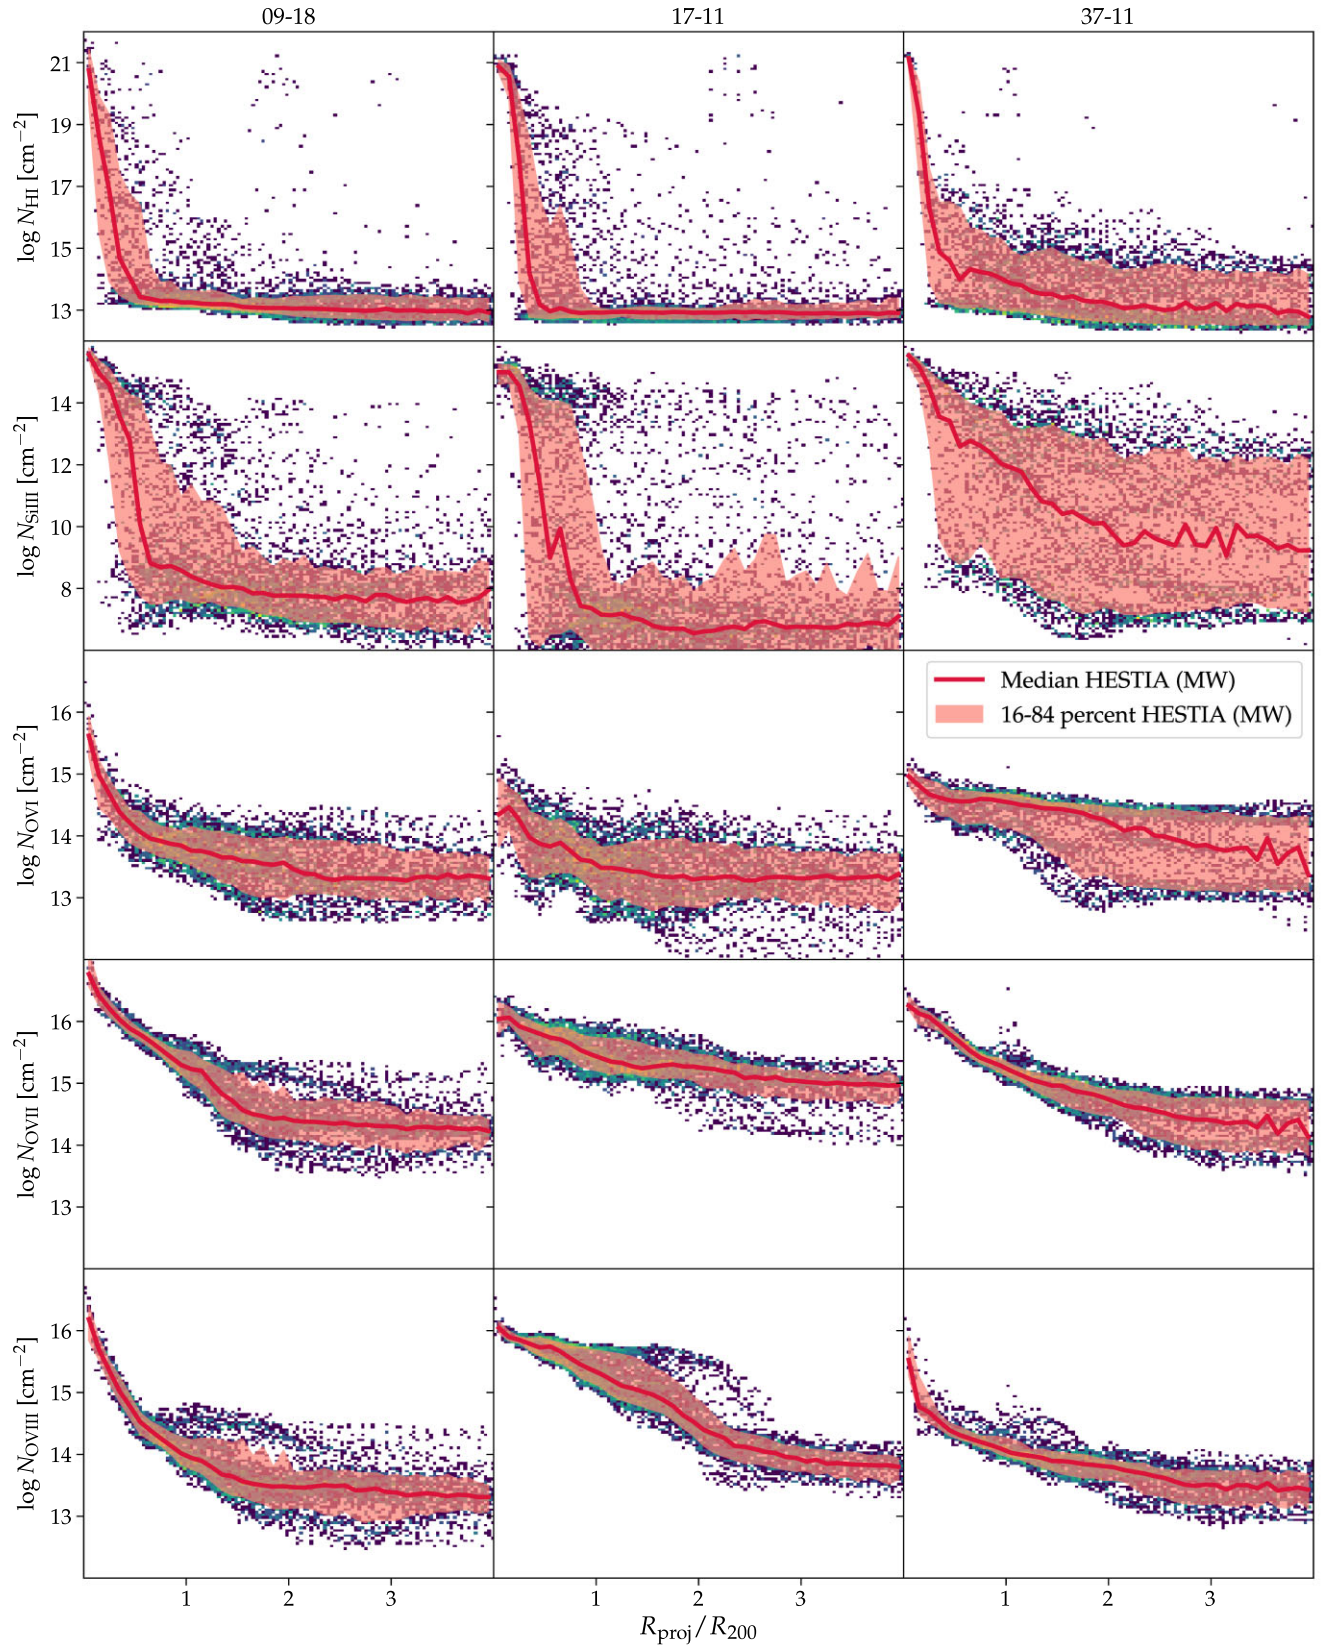 09-18 17-11 37-11
log N_HI [cm⁻²]
21
19
17
15
13
log N_SiIII [cm⁻²]
14
12
10
8
log N_OVI [cm⁻²]
16
15
14
13
Median HESTIA (MW)
16-84 percent HESTIA (MW)
log N_OVII [cm⁻²]
16
15
14
13
log N_OVIII [cm⁻²]
16
15
14
13
1 2 3 1 2 3 1 2 3
R_proj/R_200